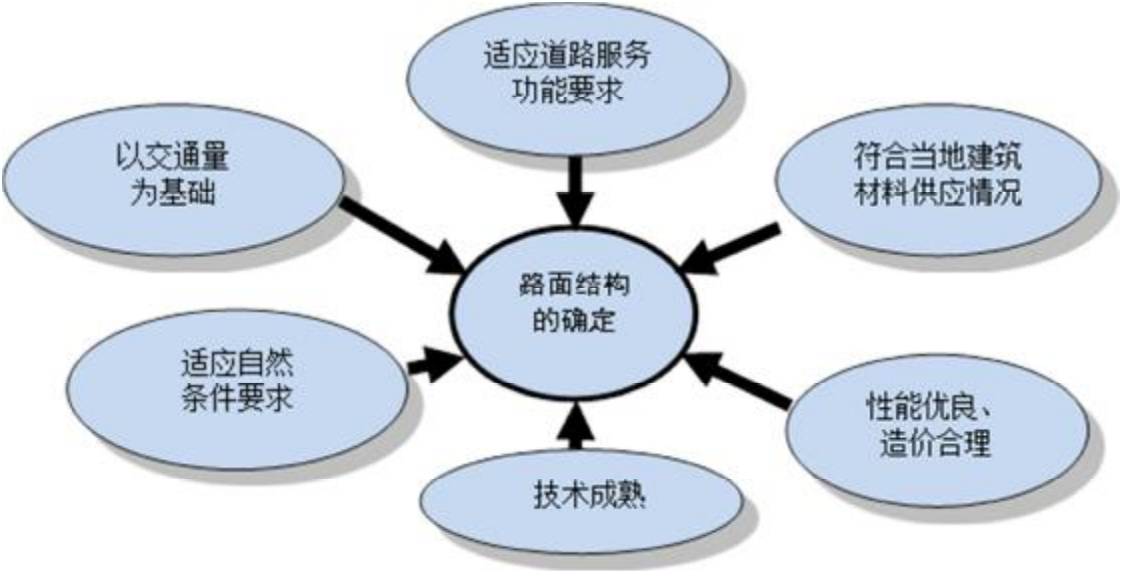 适应道路服务
功能要求
以交通量
为基础
符合当地建筑
材料供应情况
路面结构
的确定
适应自然
条件要求
性能优良、
造价合理
技术成熟